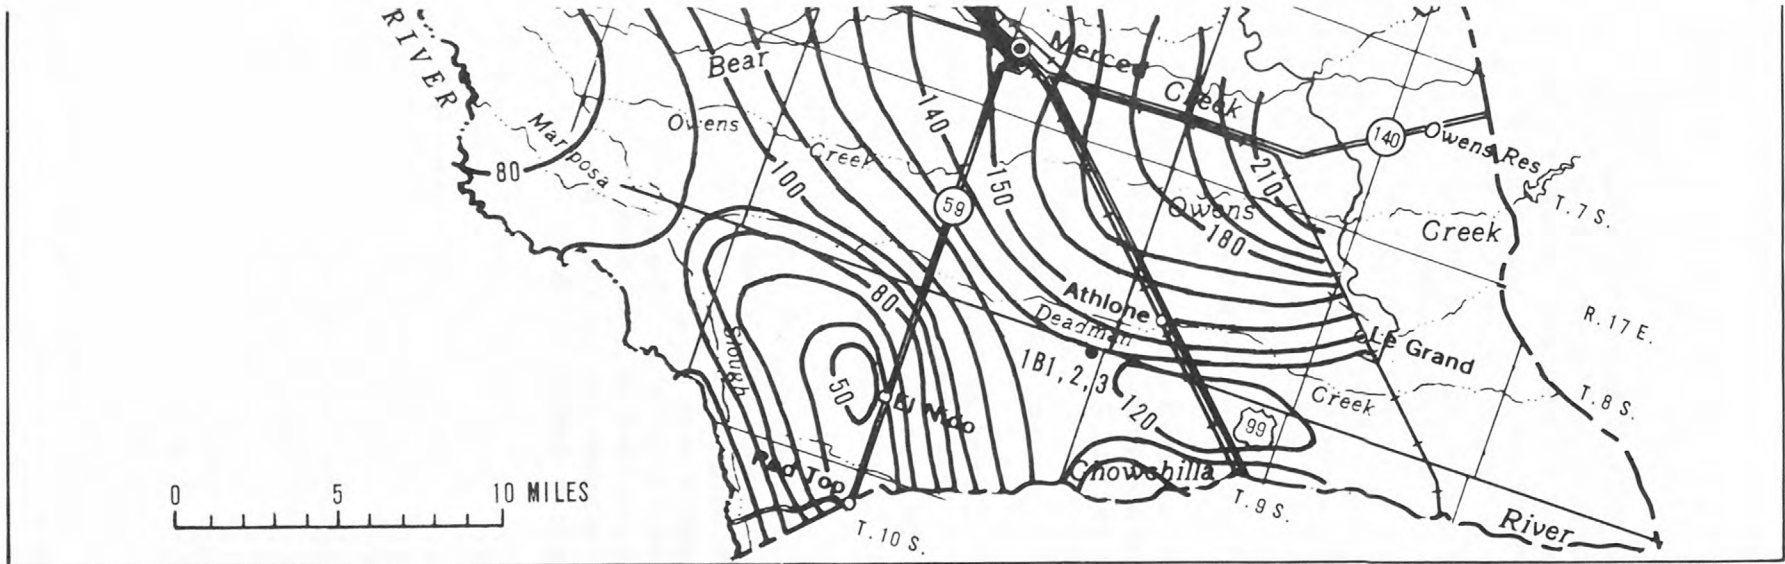 RIVER
Bear
Merced
Creek
140
Owens
Creek
140
Owens Res
Mariposa
80
100
59
150
210
Owens
180
Creek
T. 7 S.
80
Athlone
Deadman
R. 17 E.
Slough
1B1, 2, 3
Le Grand
50
El Nido
120
99
Creek
T. 8 S.
Red Top
Chowchilla
0 5 10 MILES
T. 9 S.
River
T. 10 S.